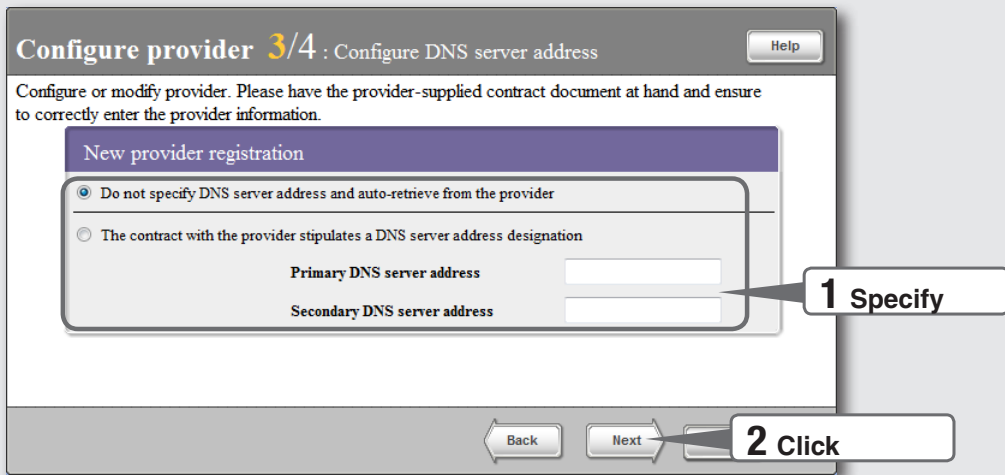 Configure provider 3/4 : Configure DNS server address
Help
Configure or modify provider. Please have the provider-supplied contract document at hand and ensure
to correctly enter the provider information.
New provider registration
Do not specify DNS server address and auto-retrieve from the provider
The contract with the provider stipulates a DNS server address designation
Primary DNS server address
Secondary DNS server address
1 Specify
Back
Next
2 Click